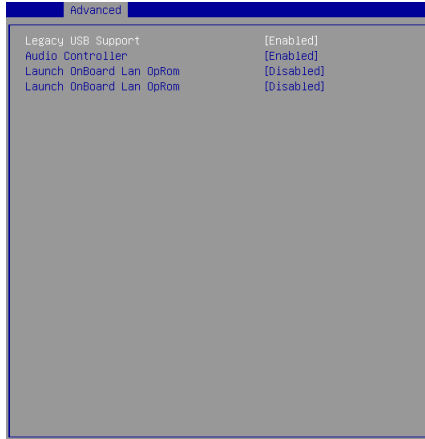 Advanced
Legacy USB Support [Enabled]
Audio Controller [Enabled]
Launch OnBoard Lan OpRom [Disabled]
Launch OnBoard Lan OpRom [Disabled]